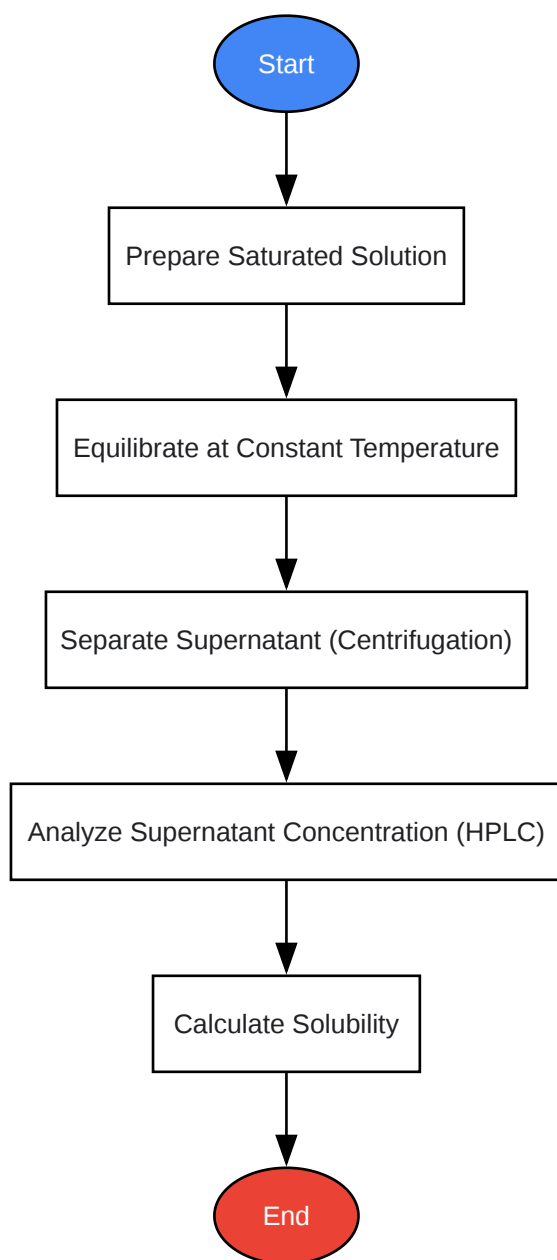 Start
Prepare Saturated Solution
Equilibrate at Constant Temperature
Separate Supernatant (Centrifugation)
Analyze Supernatant Concentration (HPLC)
Calculate Solubility
End